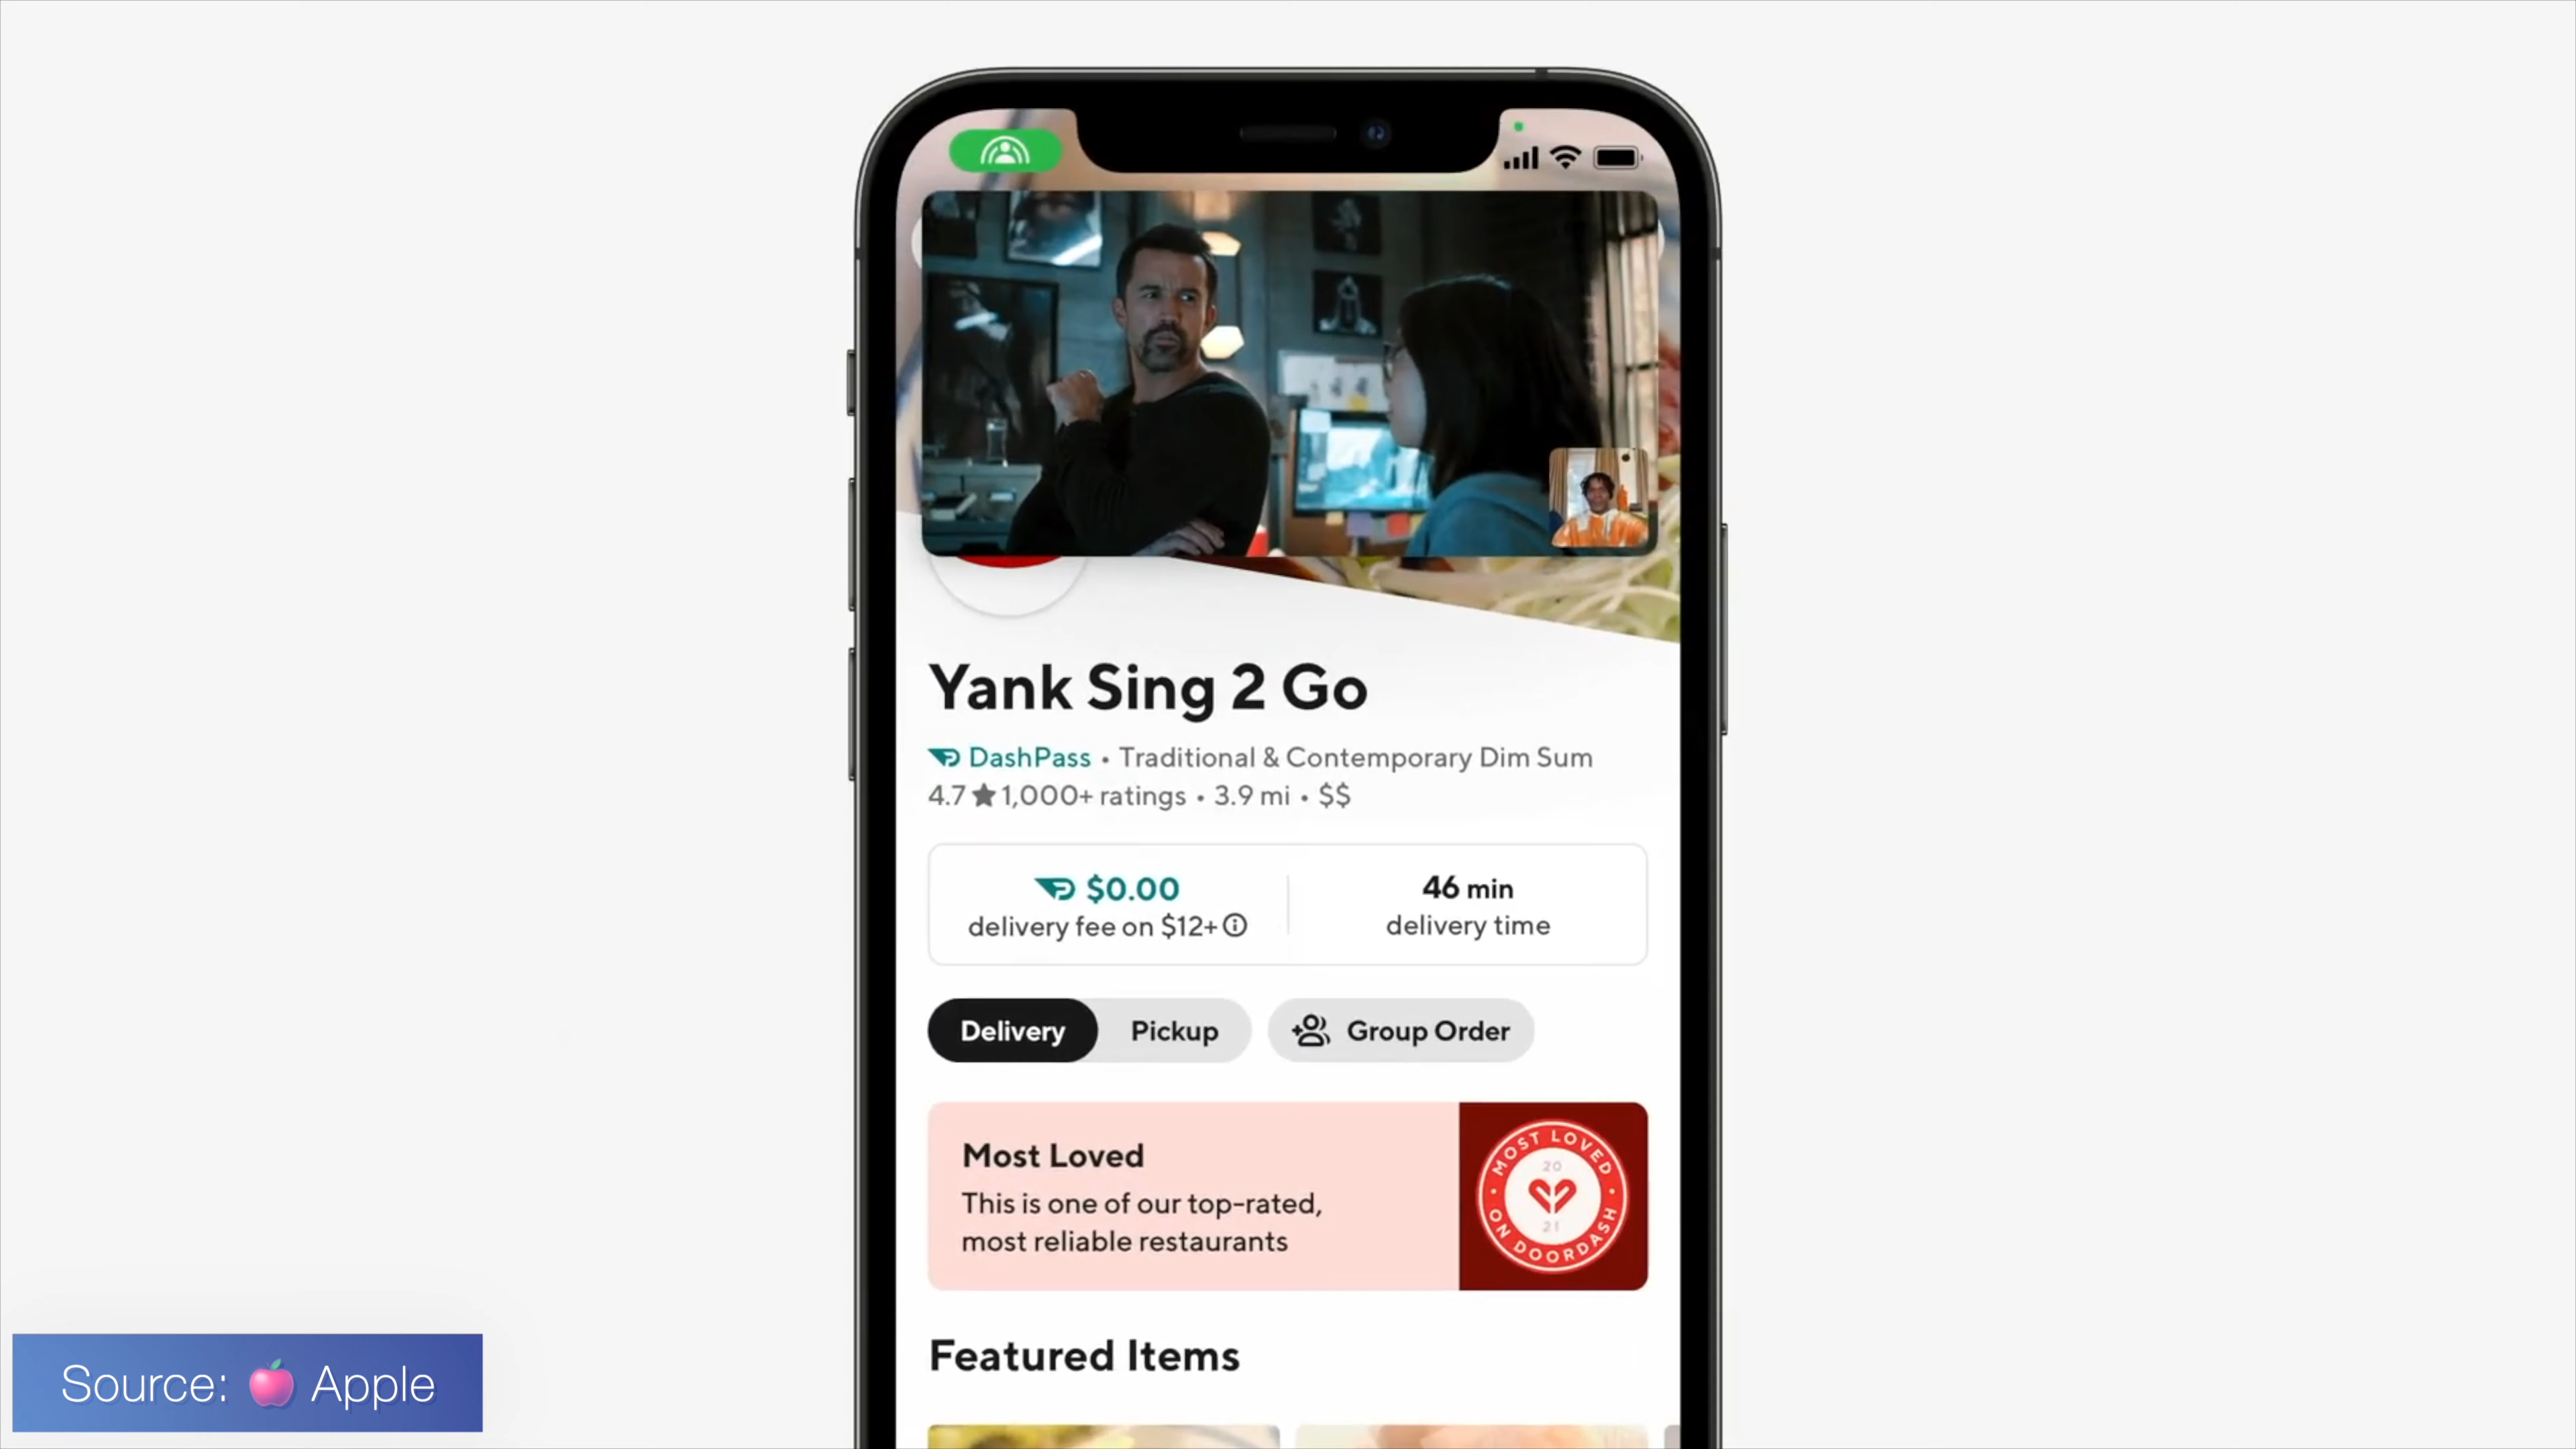 Yank Sing 2 Go
DashPass • Traditional & Contemporary Dim Sum
4.7 ★ 1,000+ ratings • 3.9 mi • $$
$0.00
delivery fee on $12+
46 min
delivery time
Delivery
Pickup
Group Order
Most Loved
This is one of our top-rated,
most reliable restaurants
• MOST LOVED •
20
21
ON DOORDASH
Featured Items
Source: 🍎 Apple